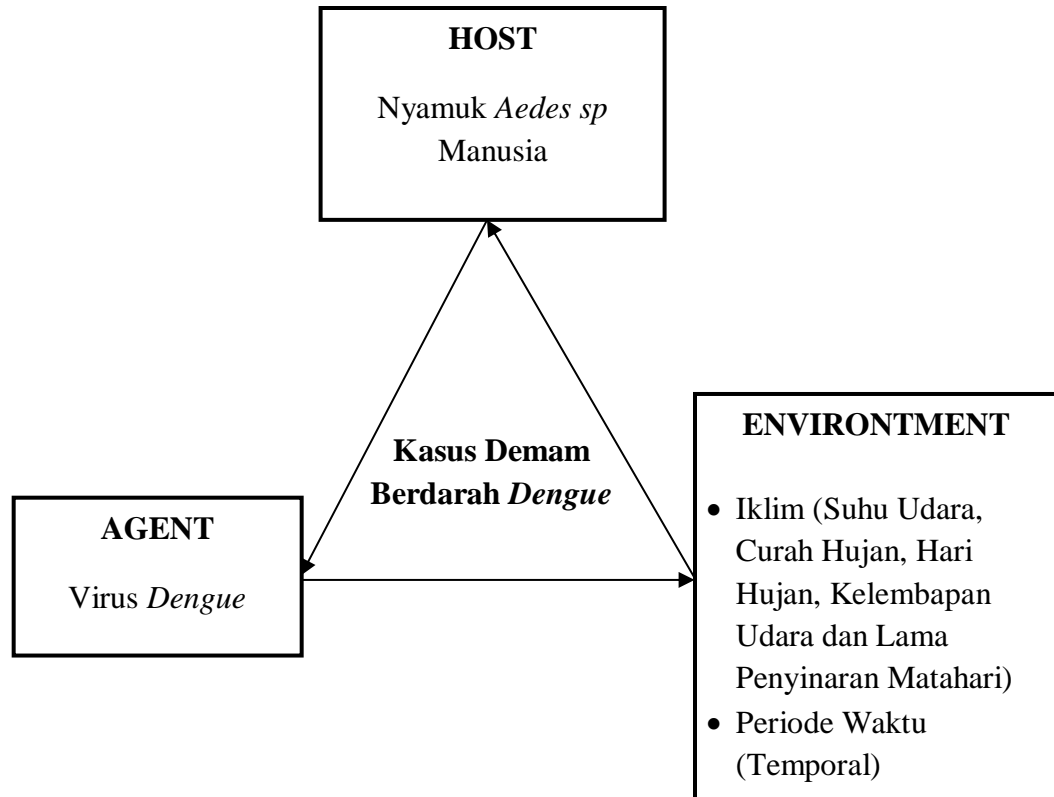 HOST
Nyamuk Aedes sp
Manusia
Kasus Demam
Berdarah Dengue
AGENT
Virus Dengue
ENVIRONTMENT
• Iklim (Suhu Udara,
Curah Hujan, Hari
Hujan, Kelembapan
Udara dan Lama
Penyinaran Matahari)
• Periode Waktu
(Temporal)